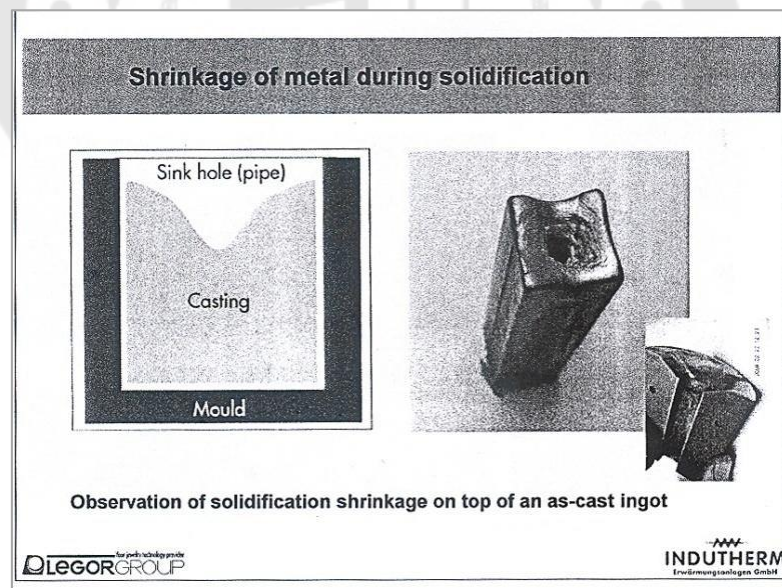 Shrinkage of metal during solidification
Sink hole (pipe)
Casting
Mould
Observation of solidification shrinkage on top of an as-cast ingot
LEGORGROUP
INDUTHERM
Erwärmungsanlagen GmbH